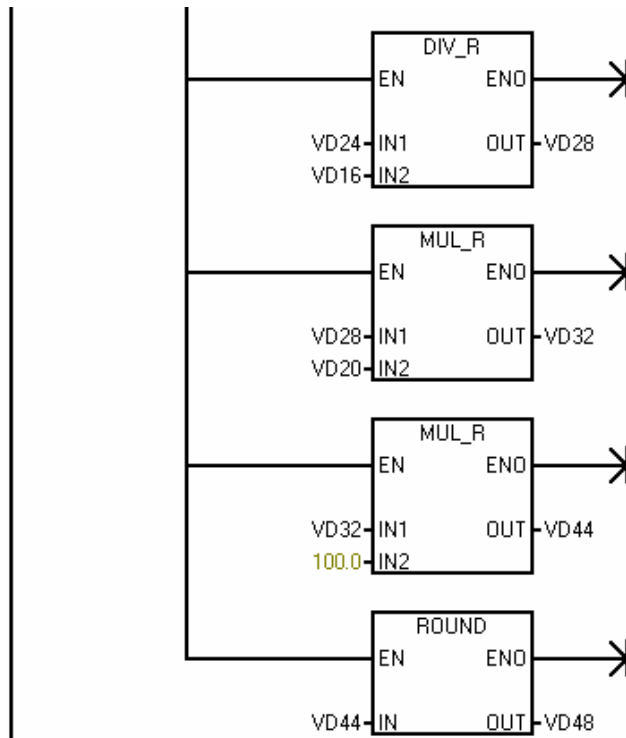 DIV_R
EN ENO
VD24 IN1 OUT VD28
VD16 IN2
MUL_R
EN ENO
VD28 IN1 OUT VD32
VD20 IN2
MUL_R
EN ENO
VD32 IN1 OUT VD44
100.0 IN2
ROUND
EN ENO
VD44 IN OUT VD48